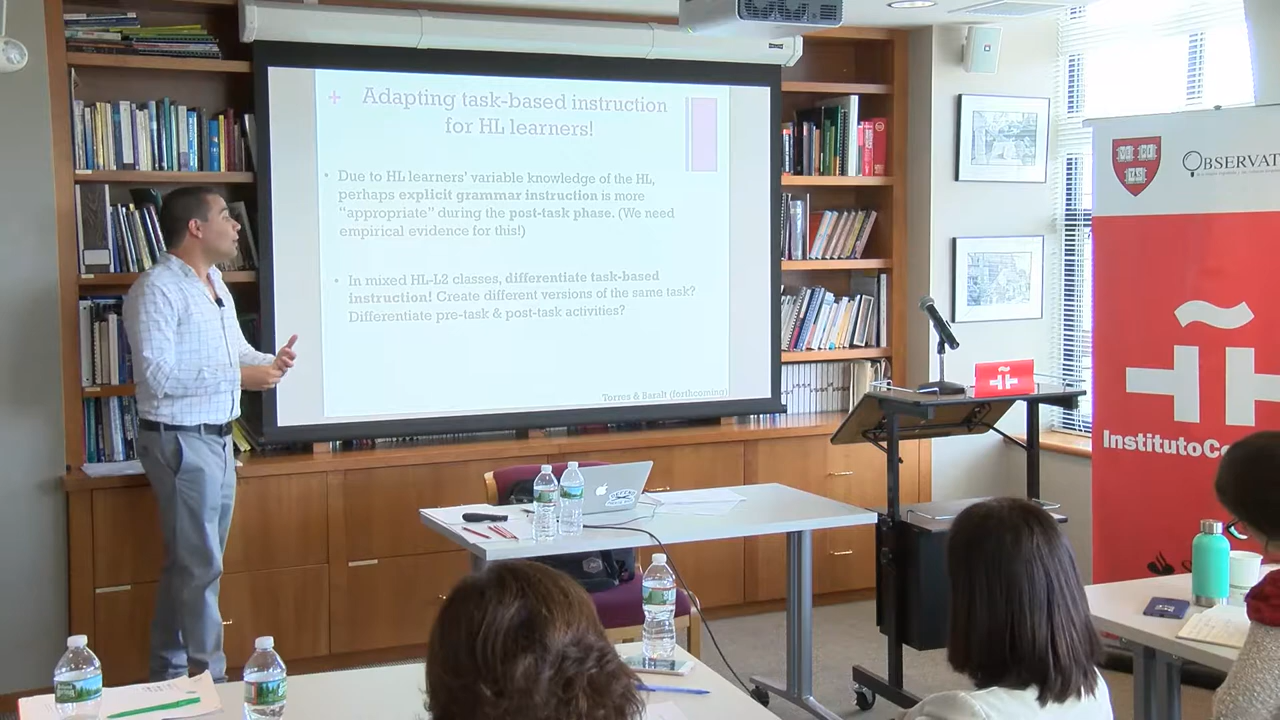 + Adapting task-based instruction
for HL learners!
• Due to HL learners' variable knowledge of the HL,
perhaps explicit grammar instruction is more
"appropriate" during the post-task phase. (We need
empirical evidence for this!)
• In mixed HL-L2 classes, differentiate task-based
instruction! Create different versions of the same task?
Differentiate pre-task & post-task activities?
Torres & Baralt (forthcoming)
VE RI TAS
OBSERVAT
InstitutoCe